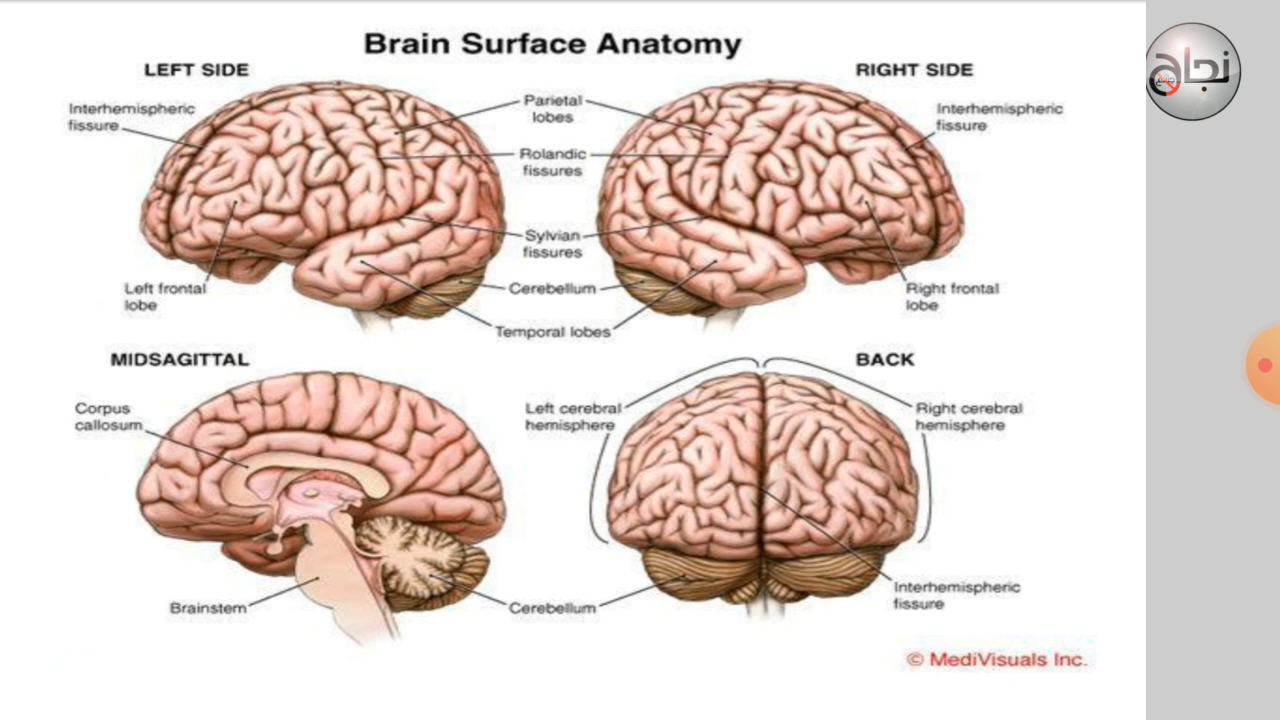 Brain Surface Anatomy
LEFT SIDE
RIGHT SIDE
Interhemispheric
fissure
Parietal
lobes
Interhemispheric
fissure
Rolandic
fissures
Sylvian
fissures
Left frontal
lobe
Cerebellum
Right frontal
lobe
Temporal lobes
MIDSAGITTAL
BACK
Corpus
callosum
Left cerebral
hemisphere
Right cerebral
hemisphere
Brainstem
Cerebellum
Interhemispheric
fissure
© MediVisuals Inc.